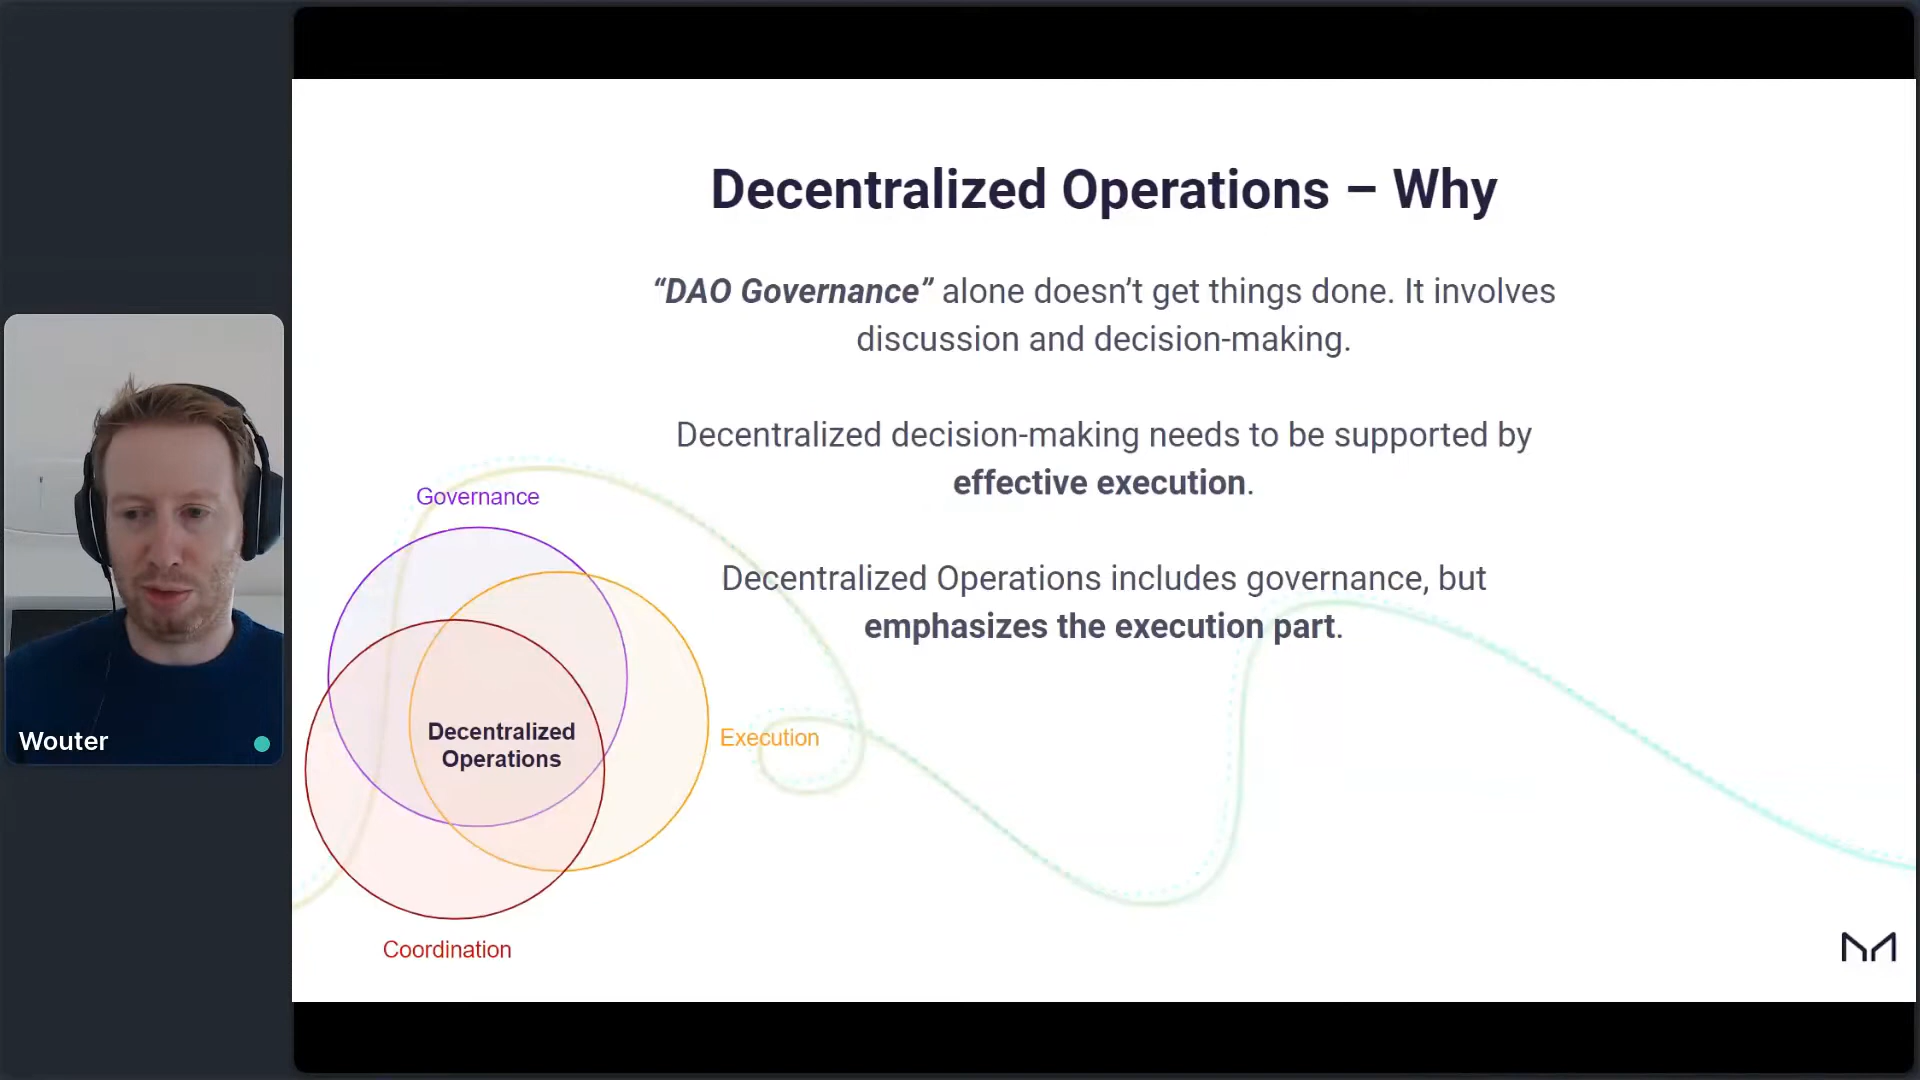 Decentralized Operations – Why
“DAO Governance” alone doesn’t get things done. It involves
discussion and decision-making.
Decentralized decision-making needs to be supported by
effective execution.
Decentralized Operations includes governance, but
emphasizes the execution part.
Governance
Execution
Decentralized
Operations
Coordination
Wouter